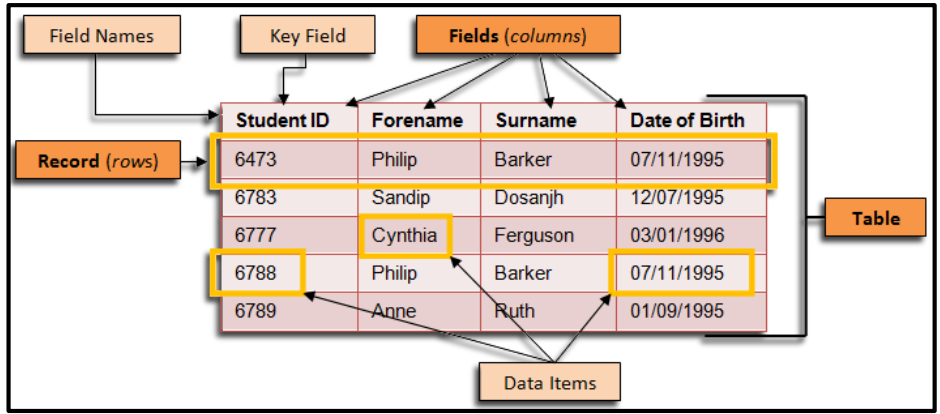 Field Names
Key Field
Fields (columns)
Student ID Forename Surname Date of Birth
Record (rows)
6473 Philip Barker 07/11/1995
6783 Sandip Dosanjh 12/07/1995
Table
6777 Cynthia Ferguson 03/01/1996
6788 Philip Barker 07/11/1995
6789 Anne Ruth 01/09/1995
Data Items